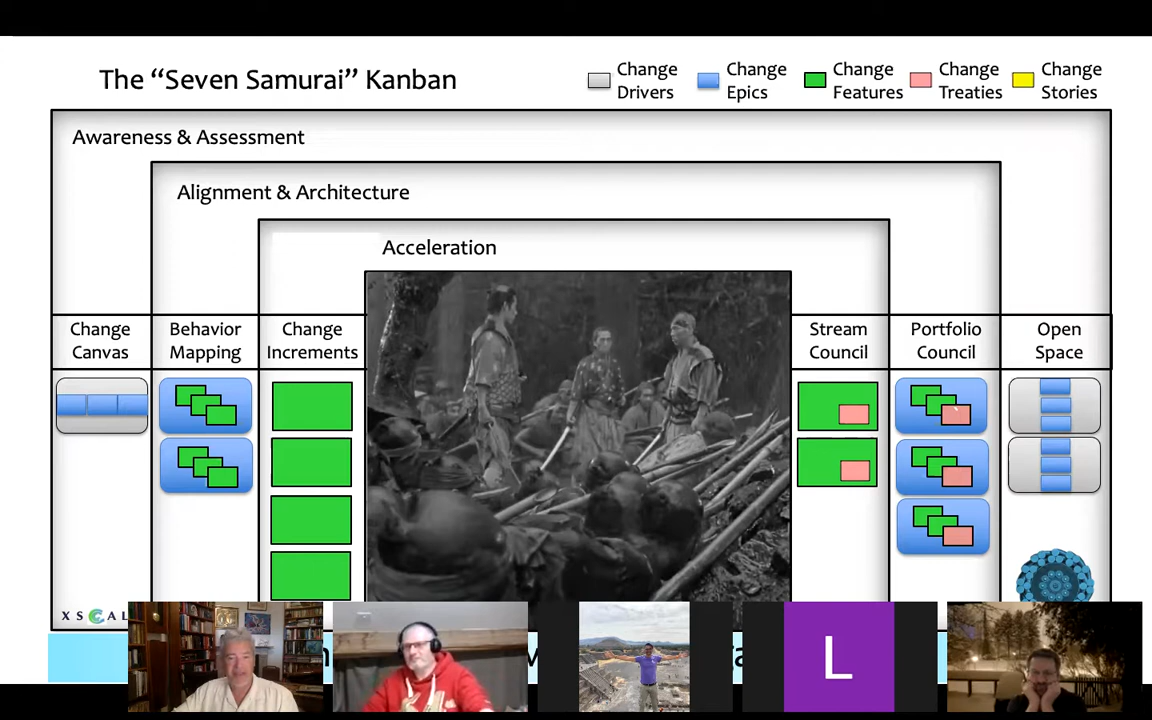 The “Seven Samurai” Kanban
Change Drivers
Change Epics
Change Features
Change Treaties
Change Stories
Awareness & Assessment
Alignment & Architecture
Acceleration
Change Canvas
Behavior Mapping
Change Increments
Stream Council
Portfolio Council
Open Space
L